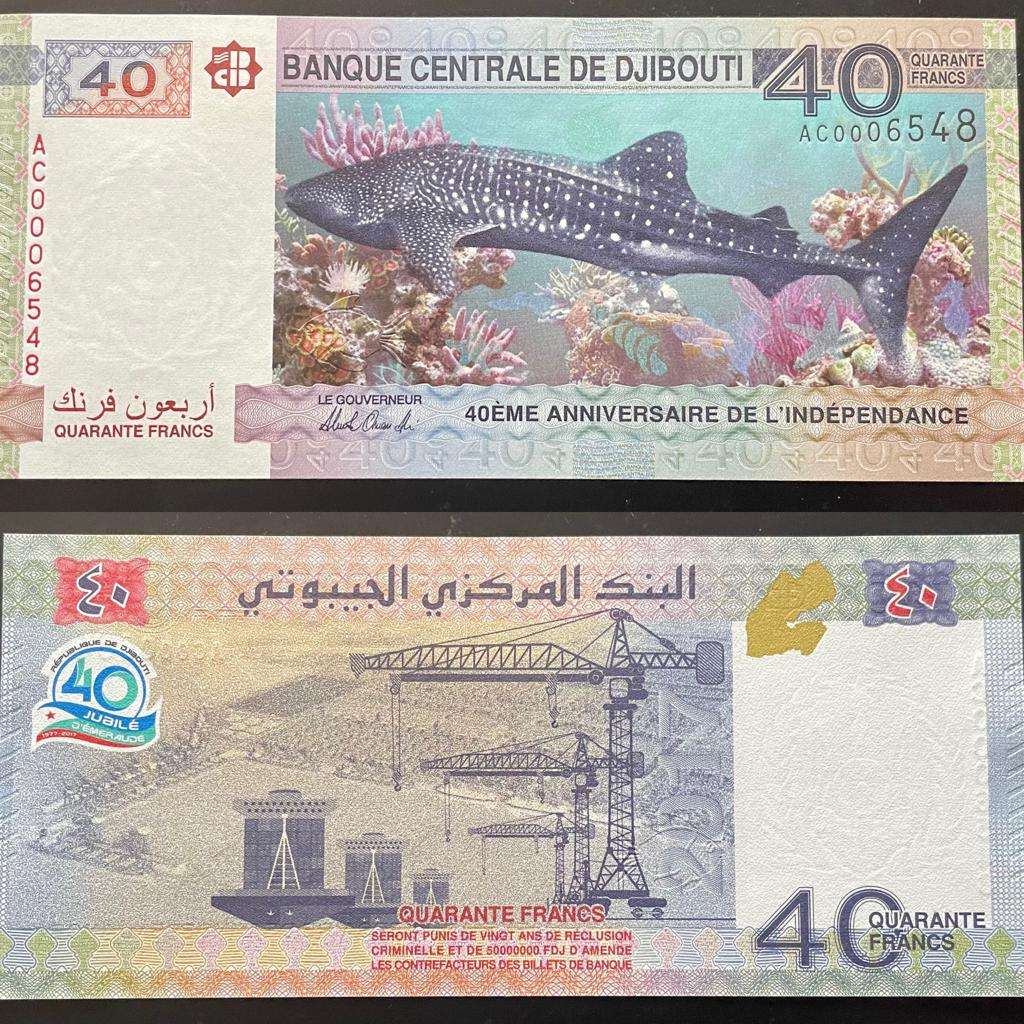 40
BANQUE CENTRALE DE DJIBOUTI
40 QUARANTE
FRANCS
AC0006548
AC0006548
أربعون فرنك
QUARANTE FRANCS
LE GOUVERNEUR
40ÈME ANNIVERSAIRE DE L'INDÉPENDANCE
٤٠
البنك المركزي الجيبوتي
٤٠
RÉPUBLIQUE DE DJIBOUTI
40
JUBILÉ
D'ÉMERAUDE
1977-2017
QUARANTE FRANCS
SERONT PUNIS DE VINGT ANS DE RÉCLUSION
CRIMINELLE ET DE 50000000.FDJ D'AMENDE
LES CONTREFACTEURS DES BILLETS DE BANQUE
40 QUARANTE
FRANCS